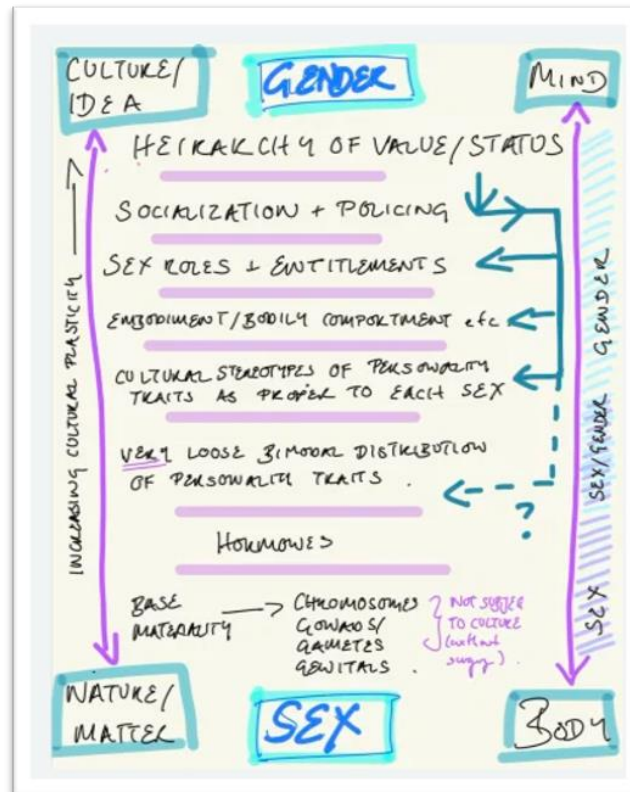 CULTURE/
IDEA
GENDER
MIND
HEIRARCHY OF VALUE/STATUS
SOCIALIZATION + POLICING
SEX ROLES + ENTITLEMENTS
EMBODIMENT/BODILY COMPORTMENT etc
CULTURAL STEREOTYPES OF PERSONALITY
TRAITS AS PROPER TO EACH SEX
VERY LOOSE BIMODAL DISTRIBUTION
OF PERSONALITY TRAITS.
?
HORMONES
BASE
MATERIALITY
CHROMOSOMES
GONADS/
GAMETES
GENITALS.
NOT SUBJECT
TO CULTURE
(without
surgy).
INCREASING CULTURAL PLASTICITY
GENDER
SEX/GENDER
SEX
NATURE/
MATTER
SEX
BODY